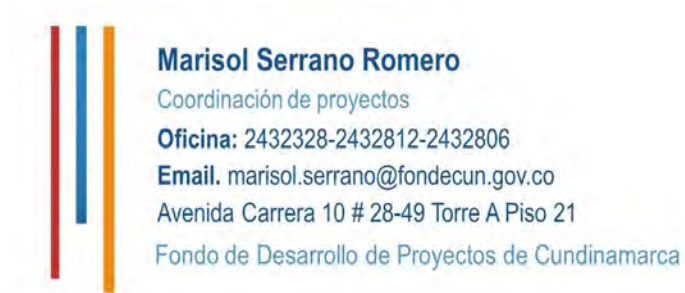 Marisol Serrano Romero
Coordinación de proyectos
Oficina: 2432328-2432812-2432806
Email. marisol.serrano@fondecun.gov.co
Avenida Carrera 10 # 28-49 Torre A Piso 21
Fondo de Desarrollo de Proyectos de Cundinamarca